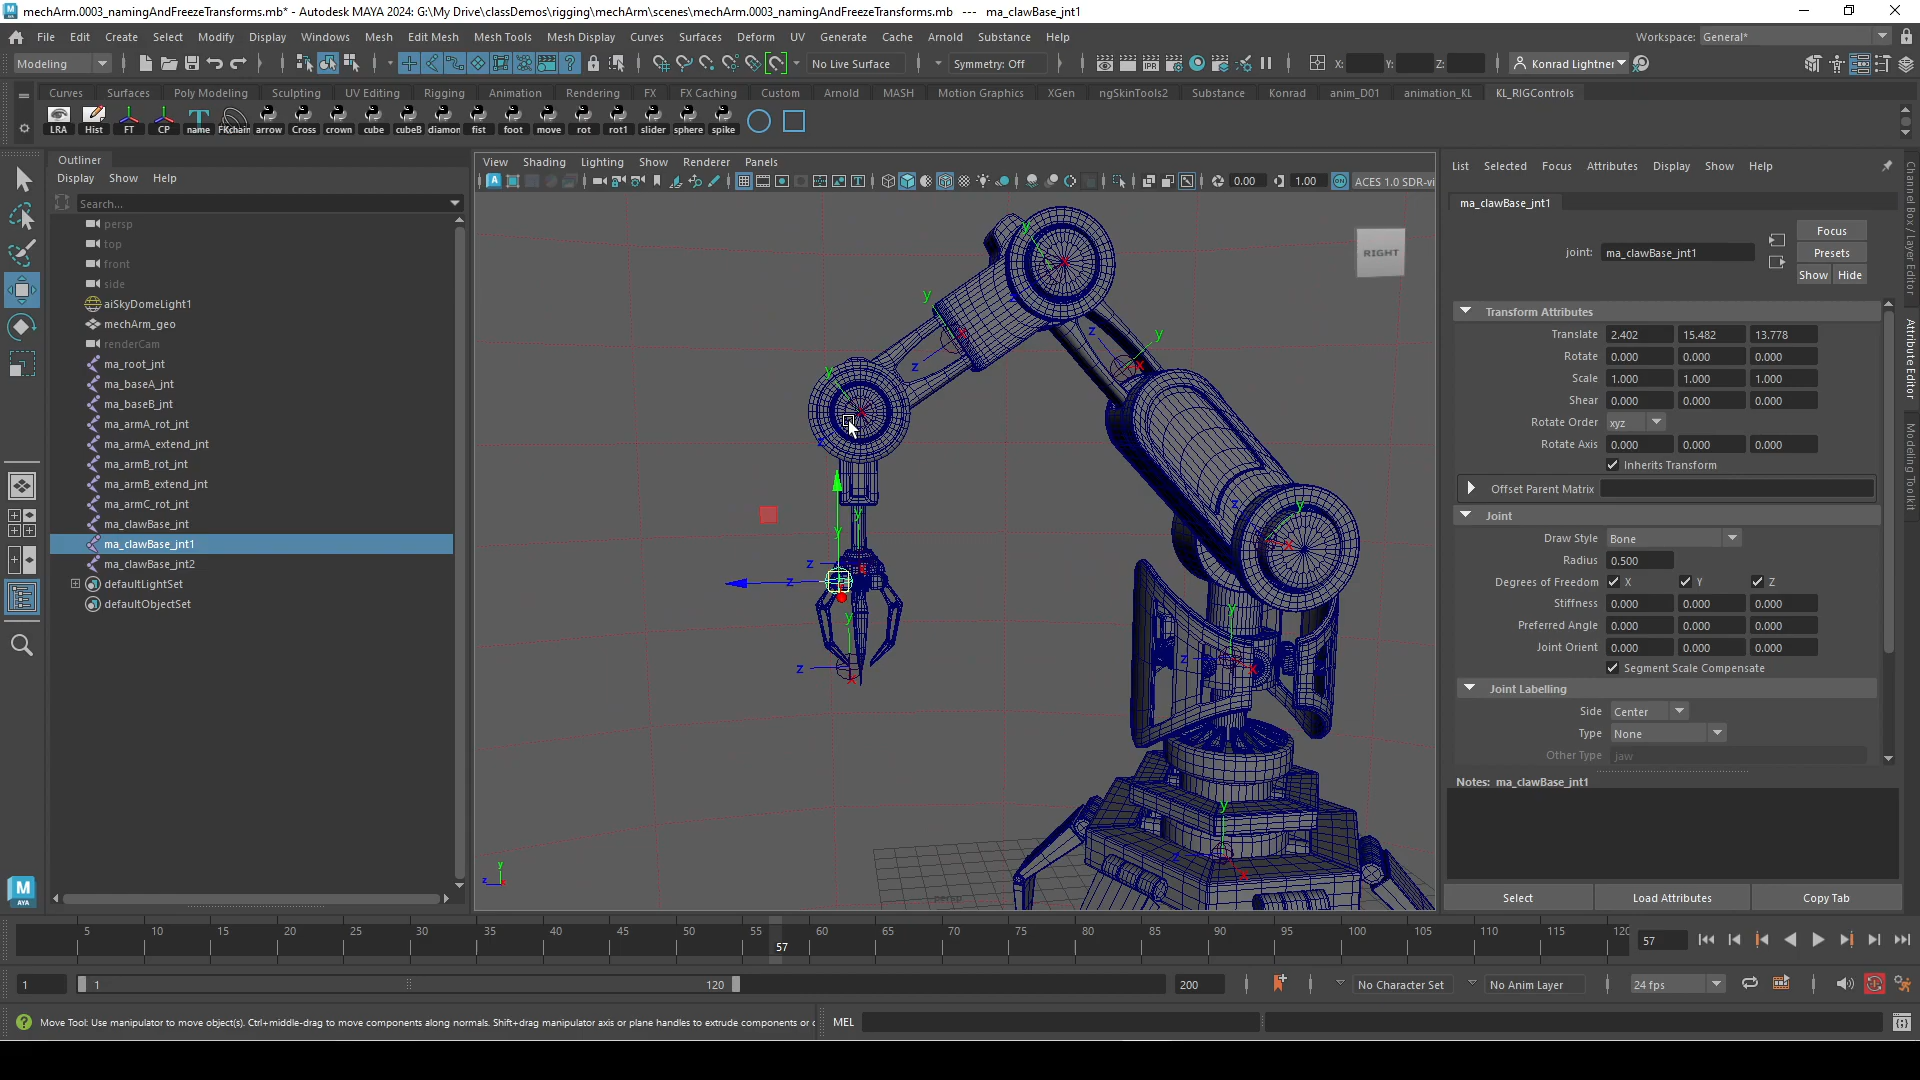 mechArm.0003_namingAndFreezeTransforms.mb* - Autodesk MAYA 2024: G:\My Drive\classDemos\rigging\mechArm\scenes\mechArm.0003_namingAndFreezeTransforms.mb --- ma_clawBase_jnt1
File Edit Create Select Modify Display Windows Mesh Edit Mesh Mesh Tools Mesh Display Curves Surfaces Deform UV Generate Cache Arnold Substance Help
Workspace: General*
Modeling No Live Surface Symmetry: Off X: Y: Z: Konrad Lightner
Curves Surfaces Poly Modeling Sculpting UV Editing Rigging Animation Rendering FX FX Caching Custom Arnold MASH Motion Graphics XGen ngSkinTools2 Substance Konrad anim_D01 animation_KL KL_RIGControls
LRA Hist FT CP name FKchain arrow Cross crown cube cubeB diamon fist foot move rot rot1 slider sphere spike
Outliner
Display Show Help
Search...
persp
top
front
side
aiSkyDomeLight1
mechArm_geo
renderCam
ma_root_jnt
ma_baseA_jnt
ma_baseB_jnt
ma_armA_rot_jnt
ma_armA_extend_jnt
ma_armB_rot_jnt
ma_armB_extend_jnt
ma_armC_rot_jnt
ma_clawBase_jnt
ma_clawBase_jnt1
ma_clawBase_jnt2
defaultLightSet
defaultObjectSet
View Shading Lighting Show Renderer Panels
0.00 1.00 ACES 1.0 SDR-vi
RIGHT
persp
List Selected Focus Attributes Display Show Help
ma_clawBase_jnt1
joint: ma_clawBase_jnt1
Focus
Presets
Show Hide
Transform Attributes
Translate 2.402 15.482 13.778
Rotate 0.000 0.000 0.000
Scale 1.000 1.000 1.000
Shear 0.000 0.000 0.000
Rotate Order xyz
Rotate Axis 0.000 0.000 0.000
Inherits Transform
Offset Parent Matrix
Joint
Draw Style Bone
Radius 0.500
Degrees of Freedom X Y Z
Stiffness 0.000 0.000 0.000
Preferred Angle 0.000 0.000 0.000
Joint Orient 0.000 0.000 0.000
Segment Scale Compensate
Joint Labelling
Side Center
Type None
Other Type jaw
Notes: ma_clawBase_jnt1
Select Load Attributes Copy Tab
Channel Box / Layer Editor
Attribute Editor
Modeling Toolkit
5 10 15 20 25 30 35 40 45 50 55 57 60 65 70 75 80 85 90 95 100 105 110 115 120
57
1 1 120 200 No Character Set No Anim Layer 24 fps
Move Tool: Use manipulator to move object(s). Ctrl+middle-drag to move components along normals. Shift+drag manipulator axis or plane handles to extrude components or
MEL